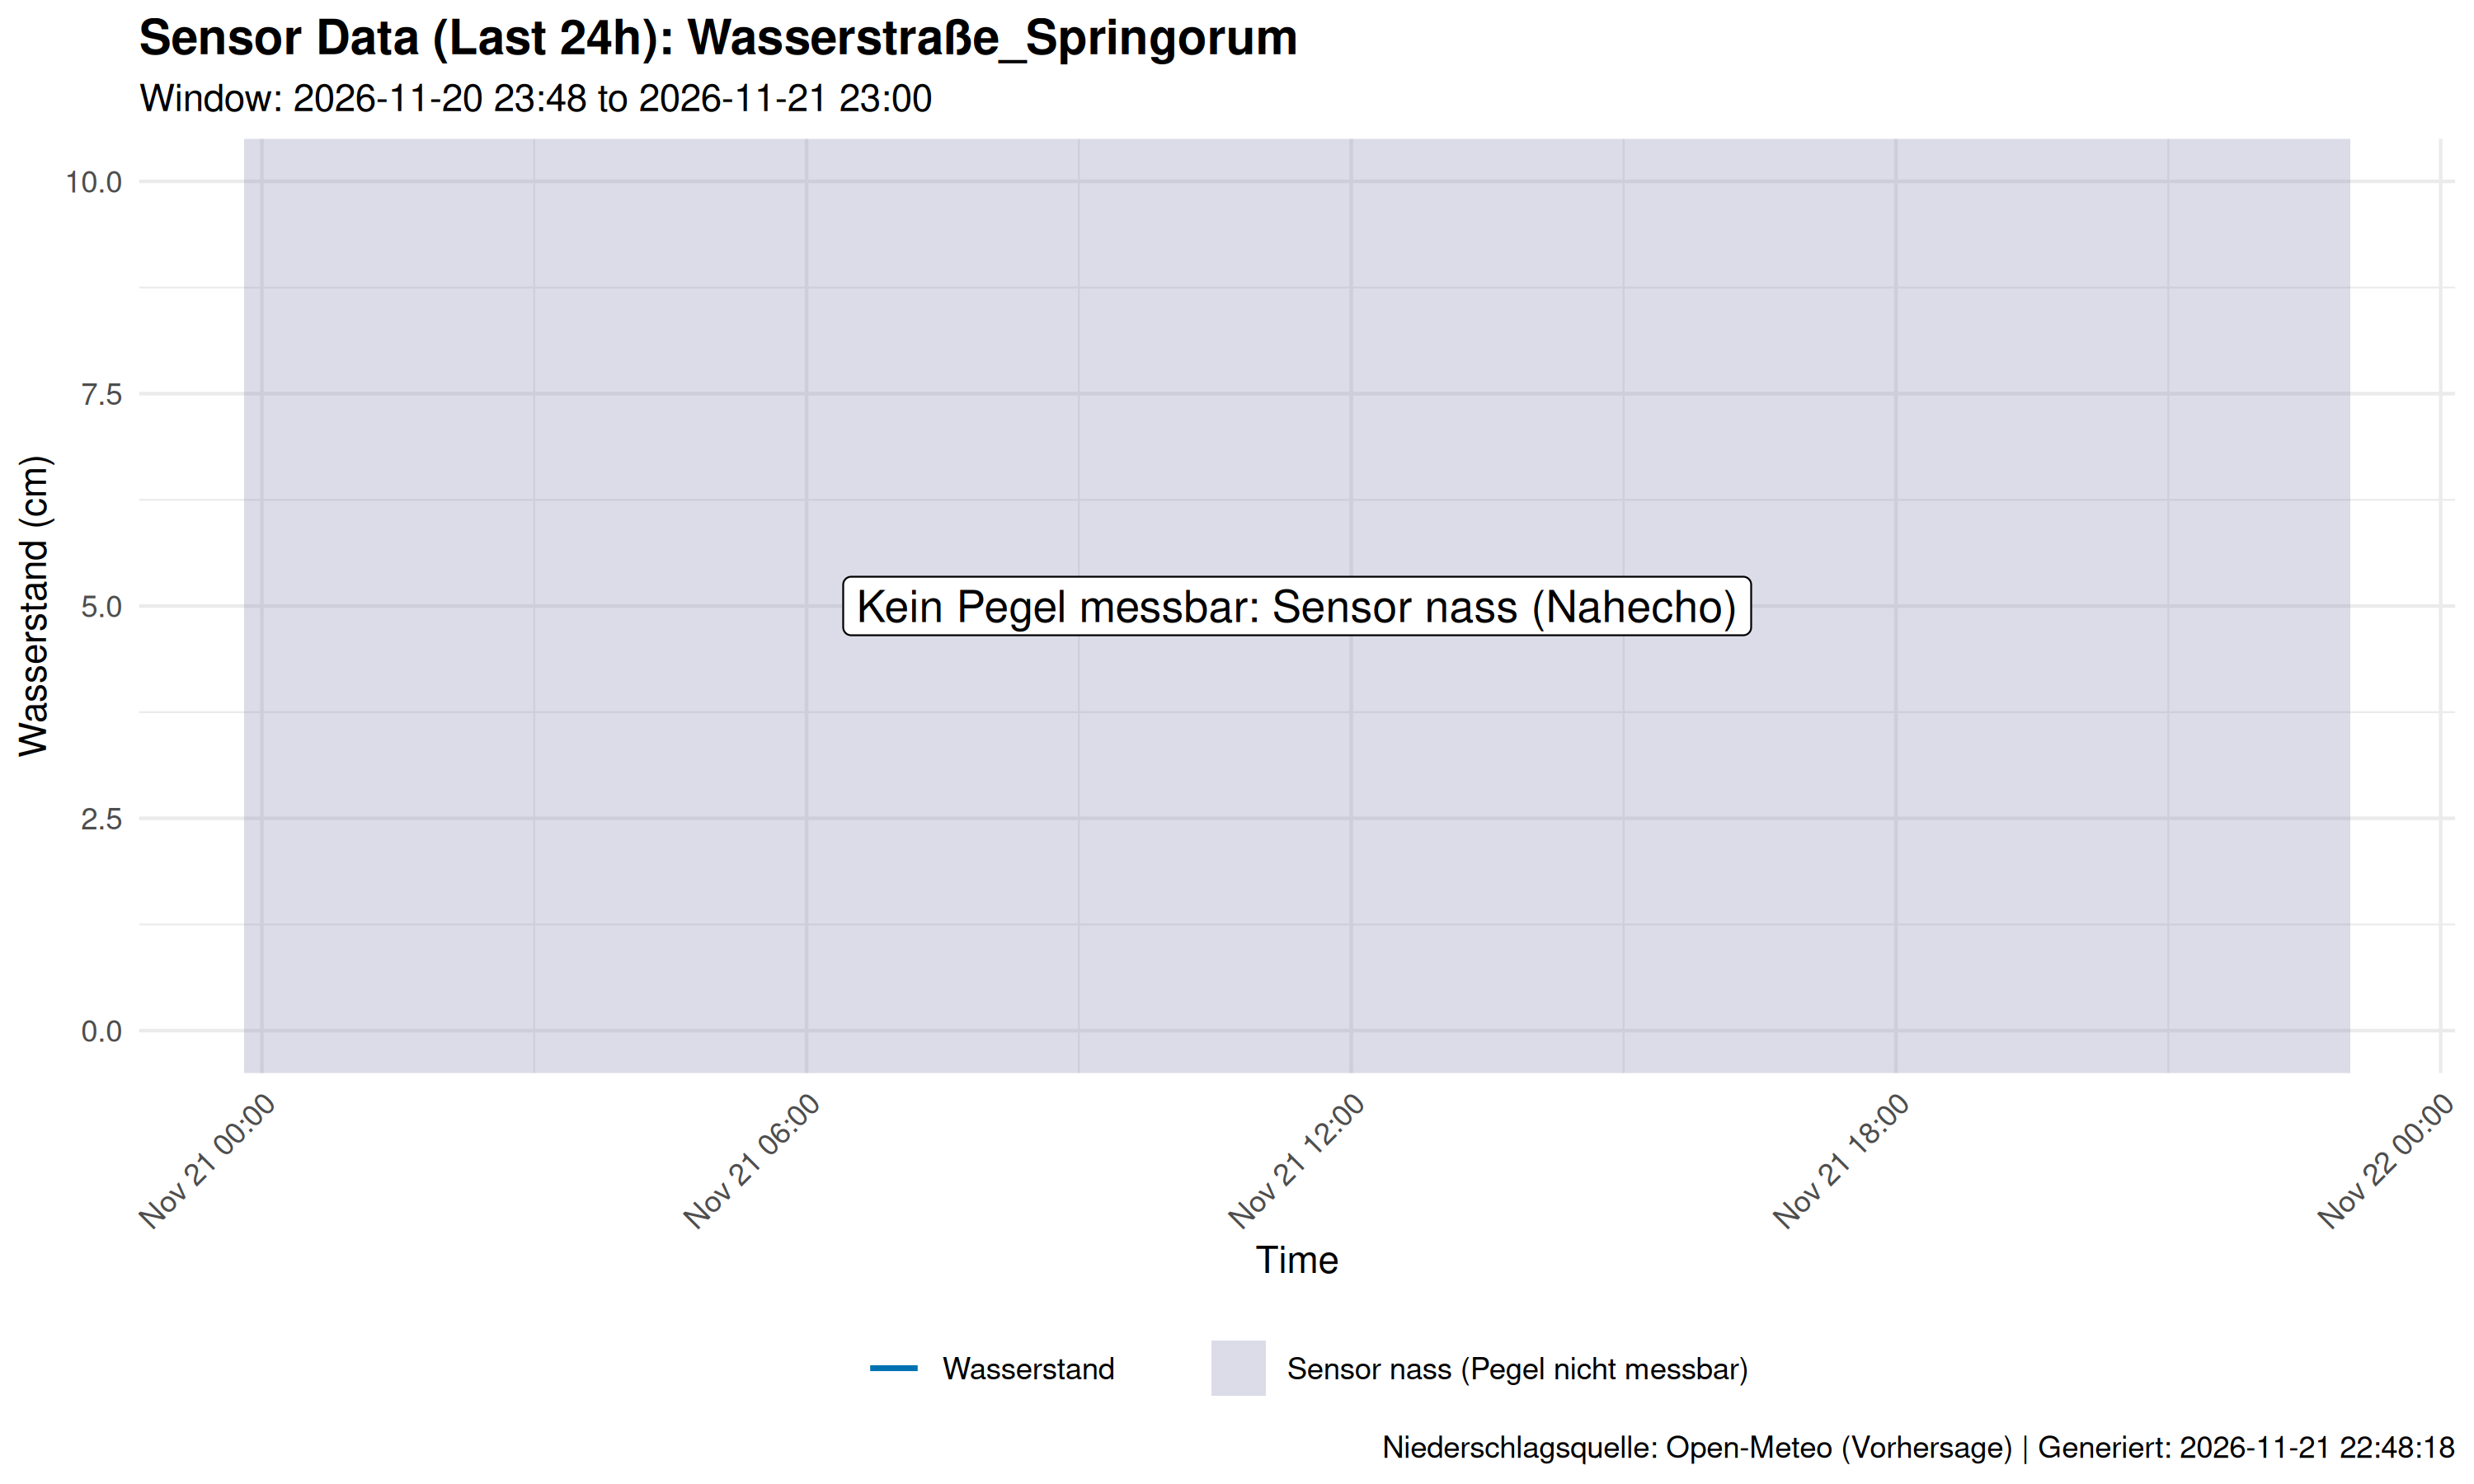 Sensor Data (Last 24h): Wasserstraße_Springorum
Window: 2026-11-20 23:48 to 2026-11-21 23:00
Wasserstand (cm)
10.0
7.5
5.0
2.5
0.0
Kein Pegel messbar: Sensor nass (Nahecho)
Nov 21 00:00
Nov 21 06:00
Nov 21 12:00
Nov 21 18:00
Nov 22 00:00
Time
Wasserstand
Sensor nass (Pegel nicht messbar)
Niederschlagsquelle: Open-Meteo (Vorhersage) | Generiert: 2026-11-21 22:48:18